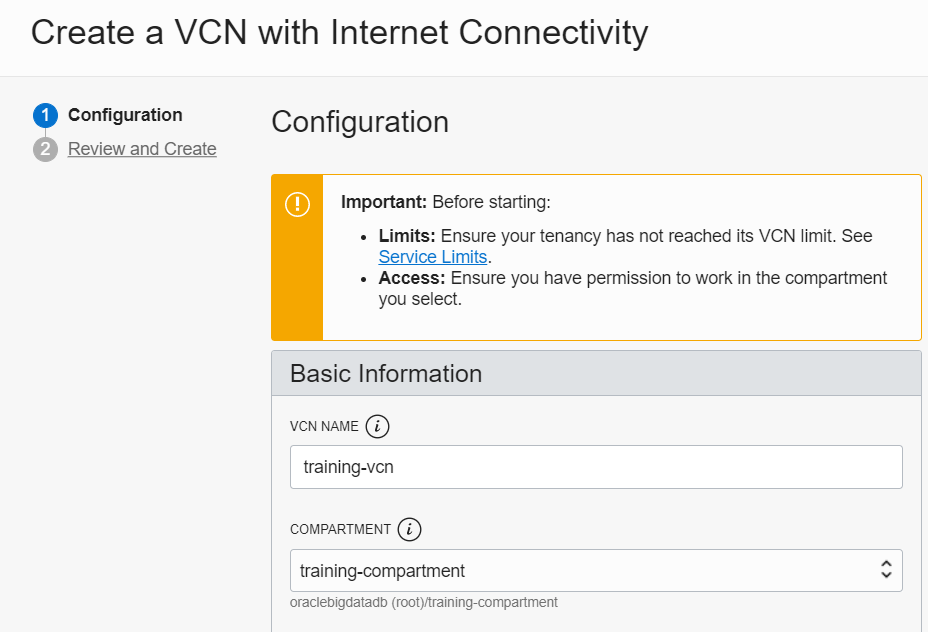 Create a VCN with Internet Connectivity
1 Configuration
2 Review and Create
Configuration
Important: Before starting:
• Limits: Ensure your tenancy has not reached its VCN limit. See
Service Limits.
• Access: Ensure you have permission to work in the compartment
you select.
Basic Information
VCN NAME i
training-vcn
COMPARTMENT i
training-compartment
oraclebigdatadb (root)/training-compartment